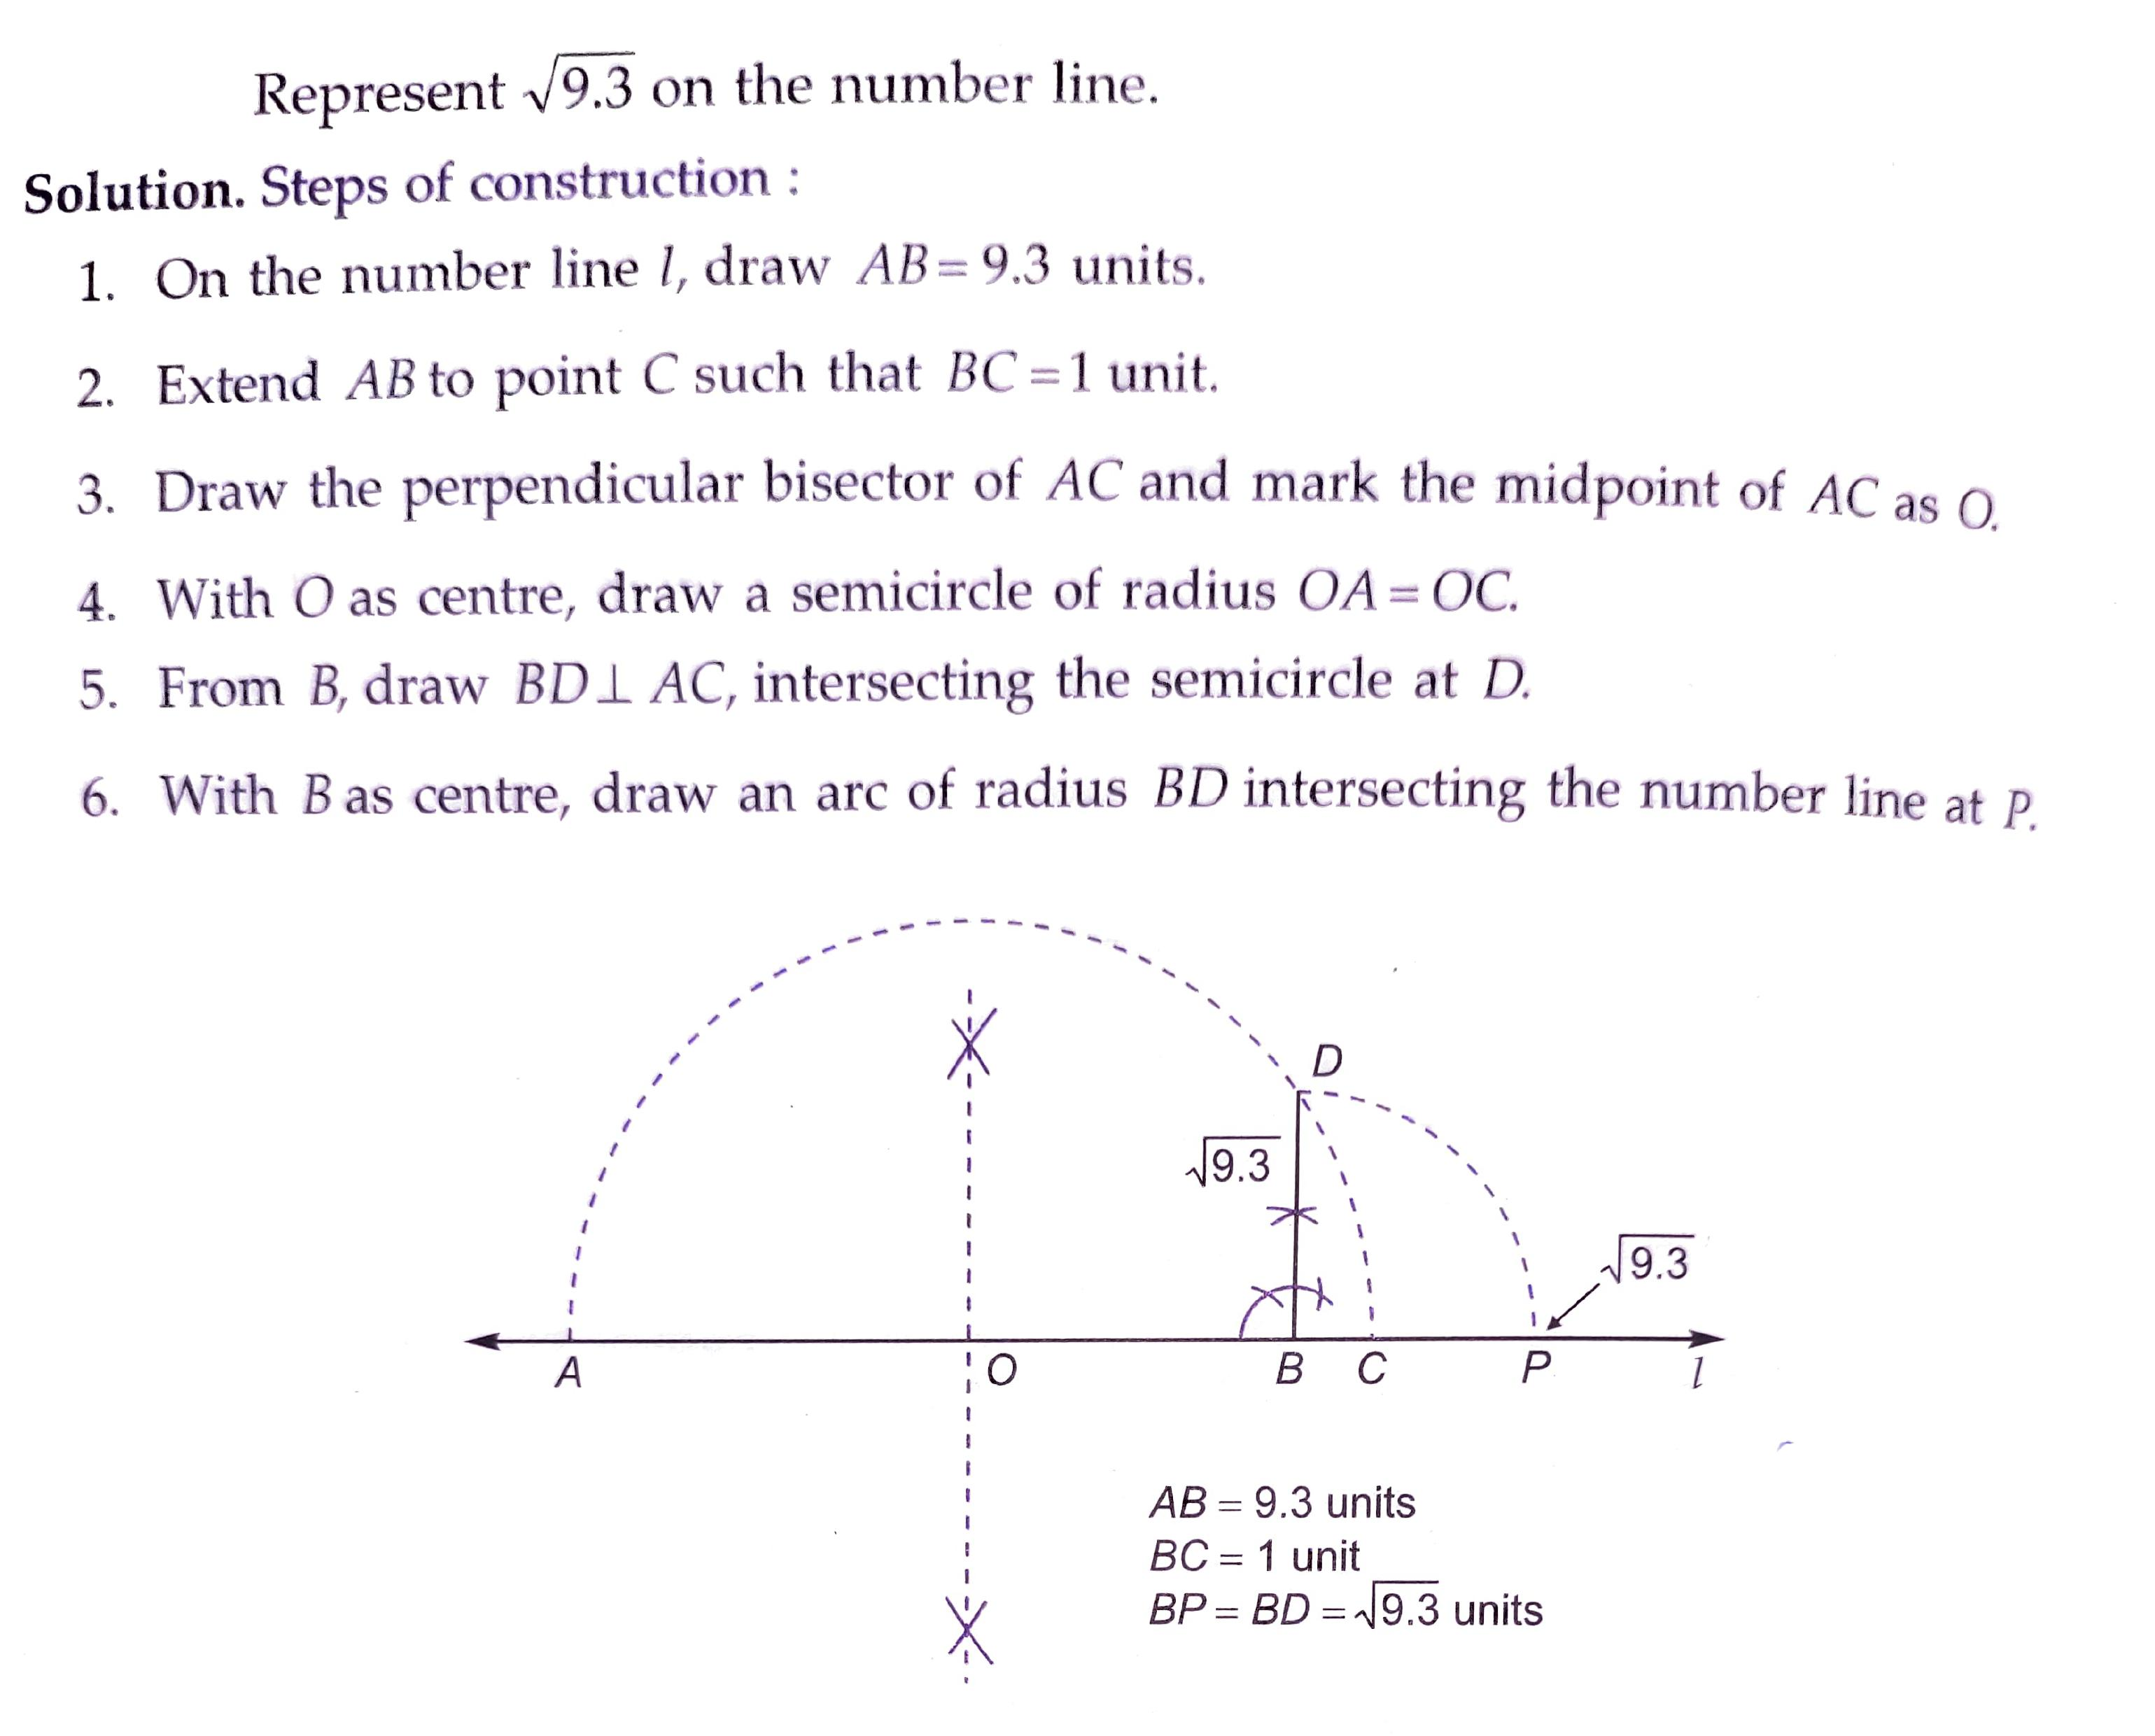 Represent √9.3 on the number line.
Solution. Steps of construction :
1. On the number line l, draw AB = 9.3 units.
2. Extend AB to point C such that BC = 1 unit.
3. Draw the perpendicular bisector of AC and mark the midpoint of AC as O.
4. With O as centre, draw a semicircle of radius OA = OC.
5. From B, draw BD ⊥ AC, intersecting the semicircle at D.
6. With B as centre, draw an arc of radius BD intersecting the number line at P.
D
√9.3
√9.3
A O B C P l
AB = 9.3 units
BC = 1 unit
BP = BD = √9.3 units